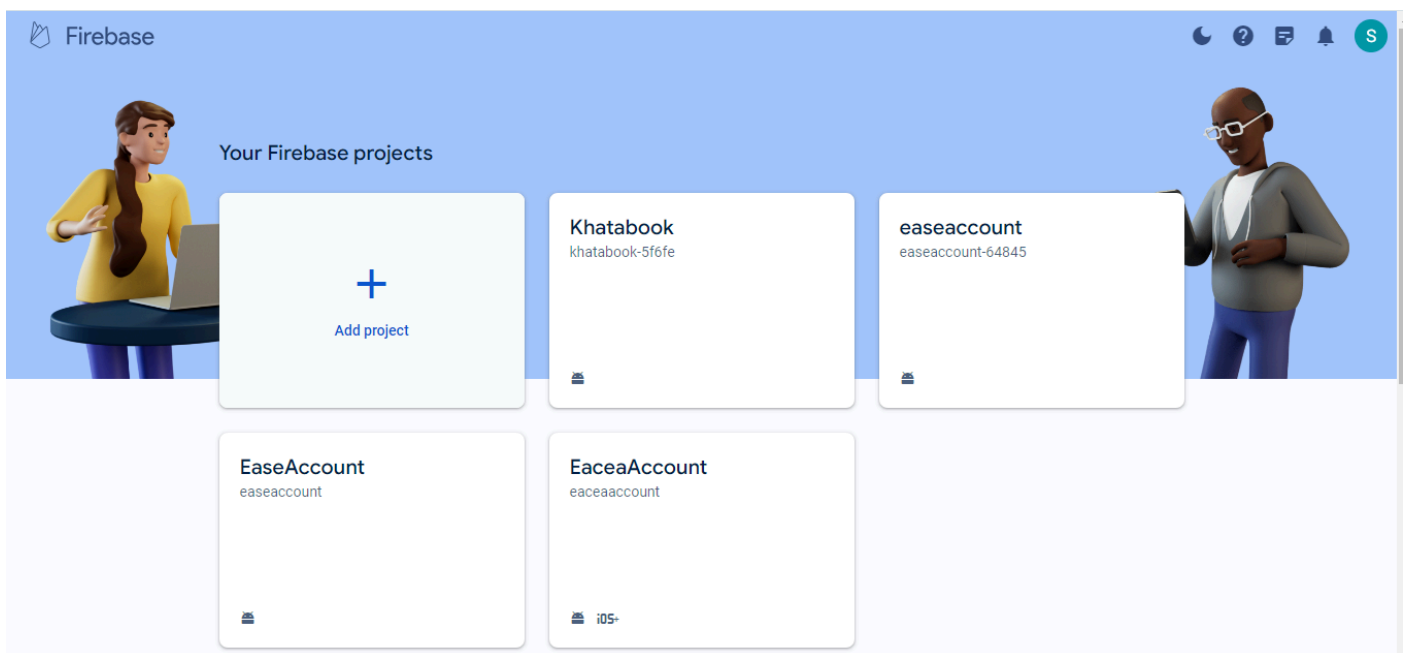 Firebase
S
Your Firebase projects
Add project
Khatabook
khatabook-5f6fe
easeaccount
easeaccount-64845
EaseAccount
easeaccount
EaceaAccount
eaceaaccount
iOS+